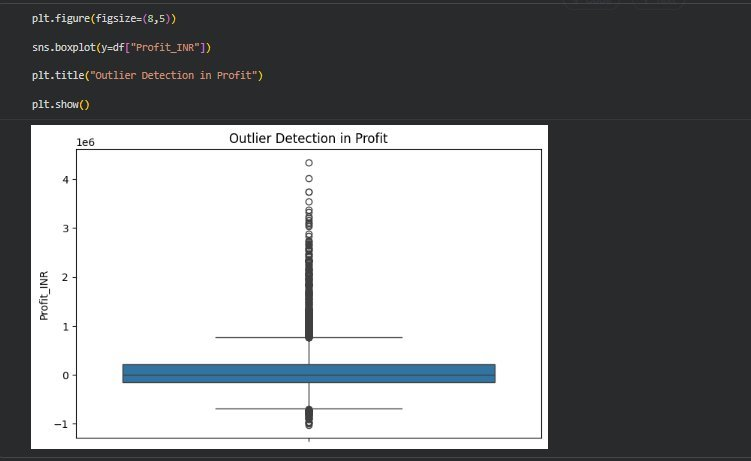 plt.figure(figsize=(8,5))
sns.boxplot(y=df["Profit_INR"])
plt.title("Outlier Detection in Profit")
plt.show()
Outlier Detection in Profit
1e6
4
3
2
1
0
−1
Profit_INR